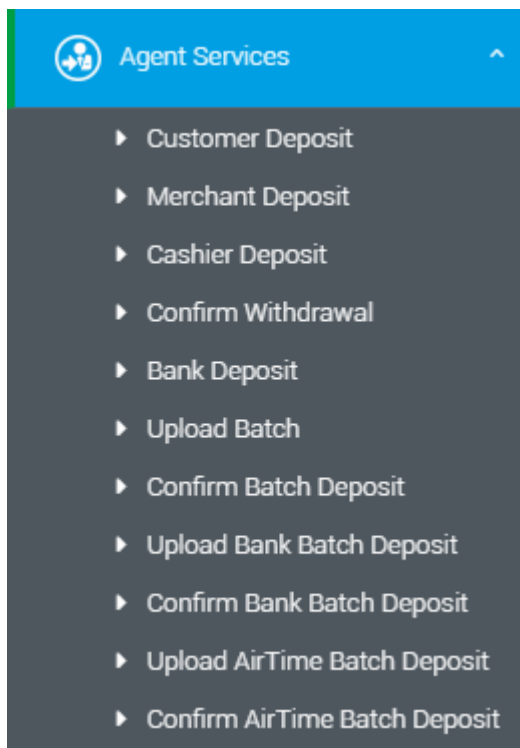 Agent Services
Customer Deposit
Merchant Deposit
Cashier Deposit
Confirm Withdrawal
Bank Deposit
Upload Batch
Confirm Batch Deposit
Upload Bank Batch Deposit
Confirm Bank Batch Deposit
Upload AirTime Batch Deposit
Confirm AirTime Batch Deposit